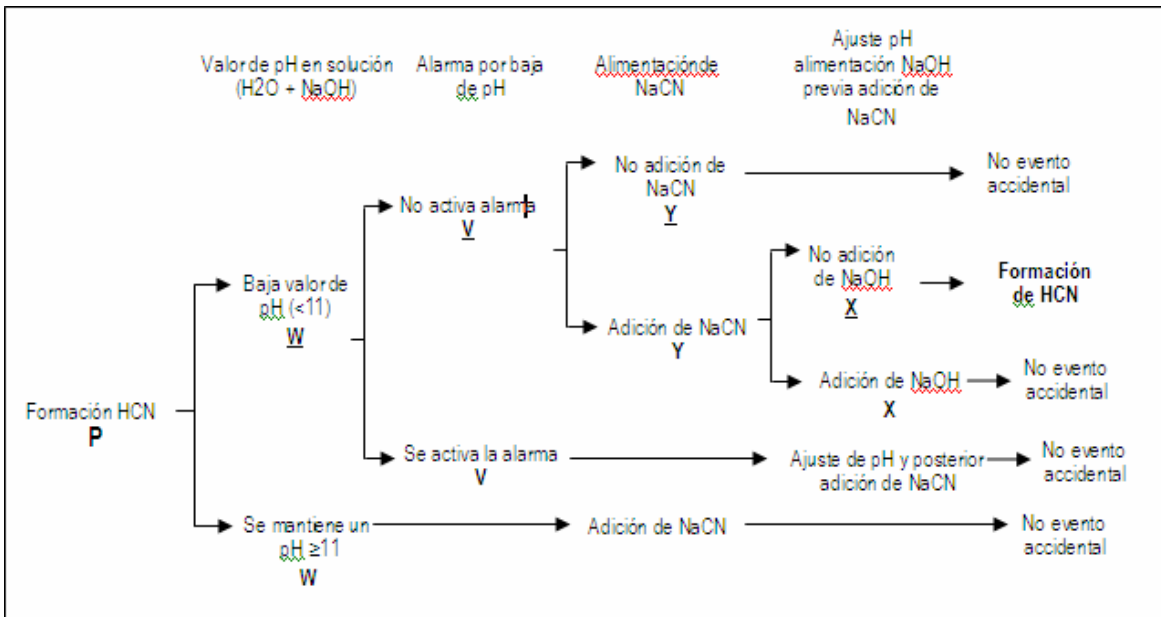 Valor de pH en solución
(H2O + NaOH)
Alarma por baja
de pH
Alimentaciónde
NaCN
Ajuste pH
alimentación NaOH
previa adición de
NaCN
No adición de
NaCN
Y
No evento
accidental
No activa alarma
V
No adición
de NaOH
X
Formación
de HCN
Baja valor de
pH (<11)
W
Adición de NaCN
Y
Adición de NaOH
X
No evento
accidental
Formación HCN
P
Se activa la alarma
V
Ajuste de pH y posterior
adición de NaCN
No evento
accidental
Se mantiene un
pH ≥11
W
Adición de NaCN
No evento
accidental